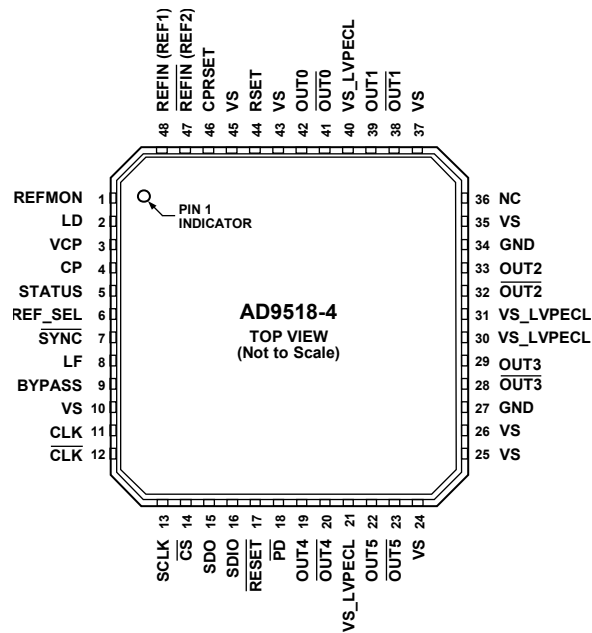 48 REFIN (REF1)
47 REFIN (REF2)
46 CPRSET
45 VS
44 RSET
43 VS
42 OUT0
41 OUT0
40 VS_LVPECL
39 OUT1
38 OUT1
37 VS
REFMON 1
LD 2
VCP 3
CP 4
STATUS 5
REF_SEL 6
SYNC 7
LF 8
BYPASS 9
VS 10
CLK 11
CLK 12
PIN 1
INDICATOR
AD9518-4
TOP VIEW
(Not to Scale)
36 NC
35 VS
34 GND
33 OUT2
32 OUT2
31 VS_LVPECL
30 VS_LVPECL
29 OUT3
28 OUT3
27 GND
26 VS
25 VS
SCLK 13
CS 14
SDO 15
SDIO 16
RESET 17
PD 18
OUT4 19
OUT4 20
VS_LVPECL 21
OUT5 22
OUT5 23
VS 24